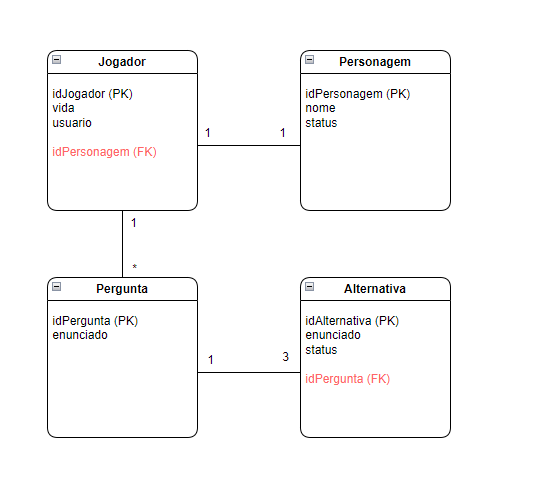 Jogador
idJogador (PK)
vida
usuario
idPersonagem (FK)
Personagem
idPersonagem (PK)
nome
status
1
1
1
*
Pergunta
idPergunta (PK)
enunciado
Alternativa
idAlternativa (PK)
enunciado
status
idPergunta (FK)
1
3